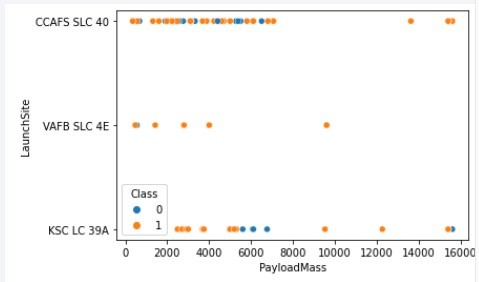 CCAFS SLC 40
VAFB SLC 4E
KSC LC 39A
LaunchSite
Class
0
1
0 2000 4000 6000 8000 10000 12000 14000 16000
PayloadMass